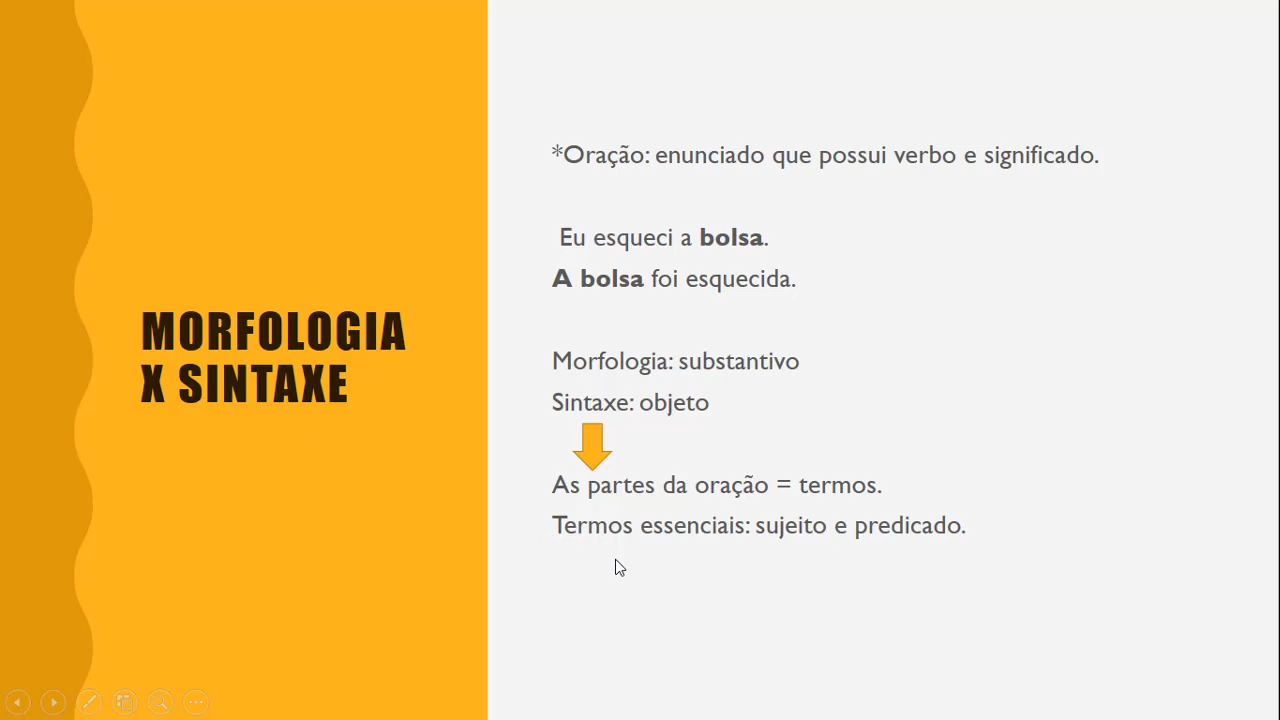 MORFOLOGIA
X SINTAXE
*Oração: enunciado que possui verbo e significado.
Eu esqueci a bolsa.
A bolsa foi esquecida.
Morfologia: substantivo
Sintaxe: objeto
As partes da oração = termos.
Termos essenciais: sujeito e predicado.